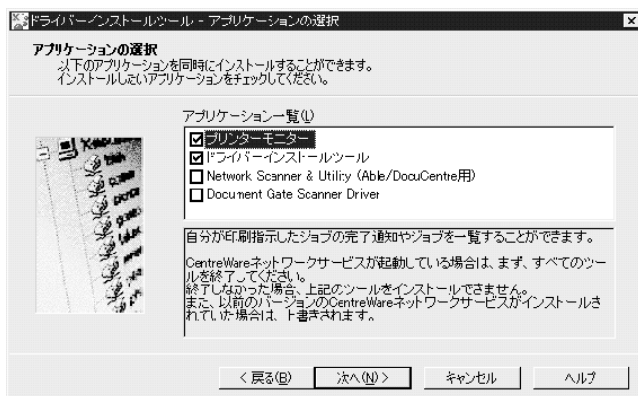 ドライバーインストールツール - アプリケーションの選択
アプリケーションの選択
以下のアプリケーションを同時にインストールすることができます。
インストールしたいアプリケーションをチェックしてください。
アプリケーション一覧(L)
プリンターモニター
ドライバーインストールツール
Network Scanner & Utility (Able/DocuCentre用)
Document Gate Scanner Driver
自分が印刷指示したジョブの完了通知やジョブを一覧することができます。
CentreWareネットワークサービスが起動している場合は、まず、すべてのツー
ルを終了してください。
終了しなかった場合、上記のツールをインストールできません。
また、以前のバージョンのCentreWareネットワークサービスがインストールさ
れていた場合は、上書きされます。
< 戻る(B)
次へ(N) >
キャンセル
ヘルプ